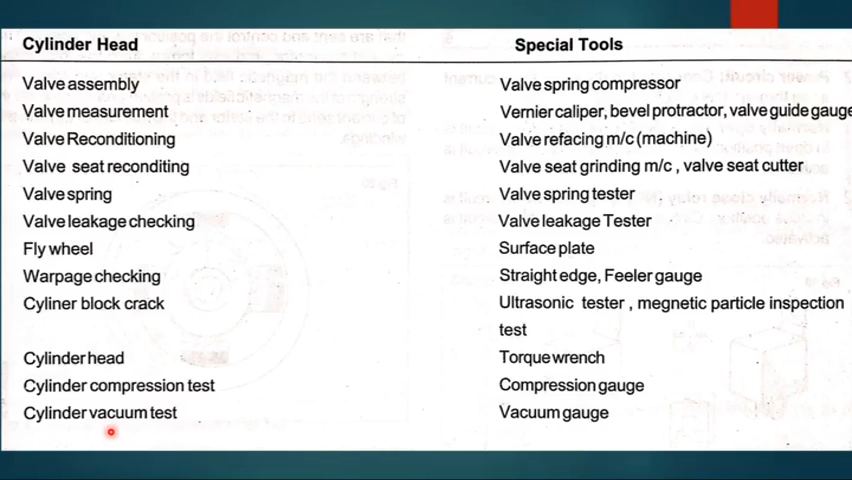 Cylinder Head Special Tools
Valve assembly Valve spring compressor
Valve measurement Vernier caliper, bevel protractor, valve guide gauge
Valve Reconditioning Valve refacing m/c (machine)
Valve seat reconditing Valve seat grinding m/c , valve seat cutter
Valve spring Valve spring tester
Valve leakage checking Valve leakage Tester
Fly wheel Surface plate
Warpage checking Straight edge, Feeler gauge
Cyliner block crack Ultrasonic tester , megnetic particle inspection
test
Cylinder head Torque wrench
Cylinder compression test Compression gauge
Cylinder vacuum test Vacuum gauge